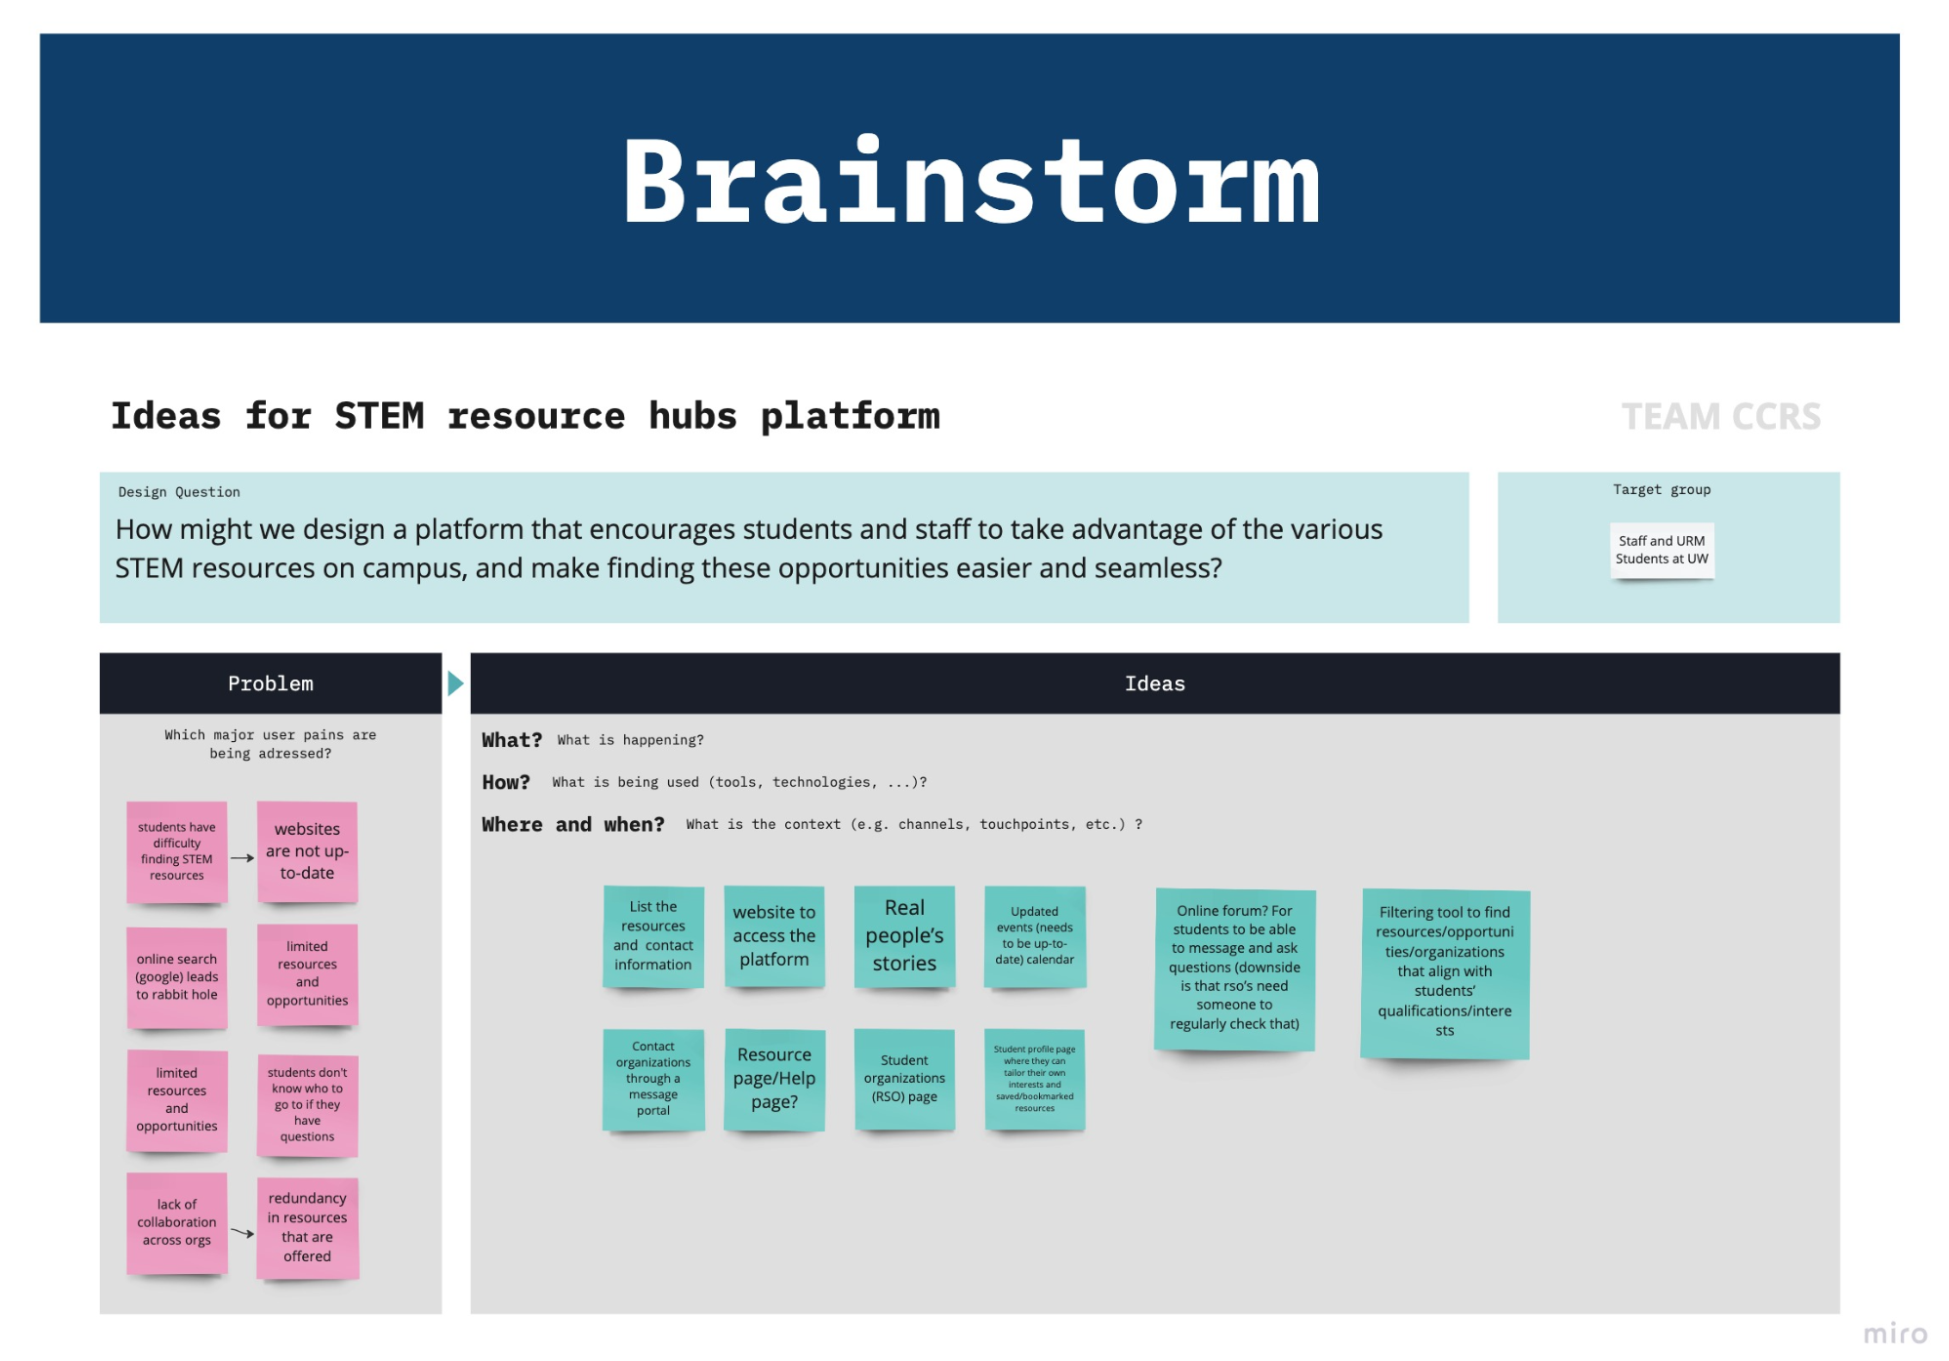 Brainstorm
Ideas for STEM resource hubs platform
TEAM CCRS
Design Question
How might we design a platform that encourages students and staff to take advantage of the various
STEM resources on campus, and make finding these opportunities easier and seamless?
Target group
Staff and URM
Students at UW
Problem
Which major user pains are
being adressed?
students have
difficulty
finding STEM
resources
websites
are not up-
to-date
online search
(google) leads
to rabbit hole
limited
resources
and
opportunities
limited
resources
and
opportunities
students don't
know who to
go to if they
have
questions
lack of
collaboration
across orgs
redundancy
in resources
that are
offered
Ideas
What? What is happening?
How? What is being used (tools, technologies, ...)?
Where and when? What is the context (e.g. channels, touchpoints, etc.) ?
List the
resources
and contact
information
website to
access the
platform
Real
people's
stories
Updated
events (needs
to be up-to-
date) calendar
Online forum? For
students to be able
to message and ask
questions (downside
is that rso's need
someone to
regularly check that)
Filtering tool to find
resources/opportuni
ties/organizations
that align with
students'
qualifications/intere
sts
Contact
organizations
through a
message
portal
Resource
page/Help
page?
Student
organizations
(RSO) page
Student profile page
where they can
tailor their own
interests and
saved/bookmarked
resources
miro